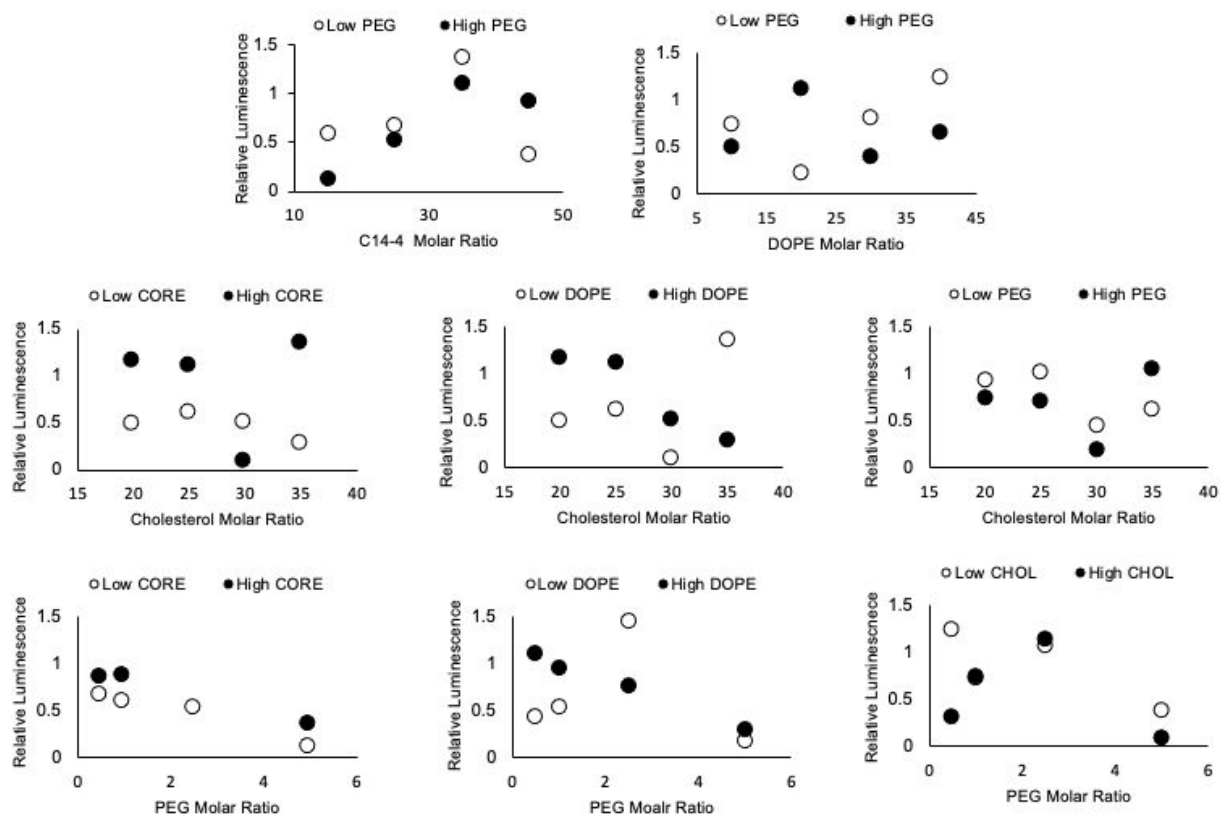 Low PEG High PEG
1.5
1
0.5
0
10 30 50
Relative Luminescence
C14-4 Molar Ratio
Low PEG High PEG
1.5
1
0.5
0
5 15 25 35 45
Relative Luminescence
DOPE Molar Ratio
Low CORE High CORE
1.5
1
0.5
0
15 20 25 30 35 40
Relative Luminescence
Cholesterol Molar Ratio
Low DOPE High DOPE
1.5
1
0.5
0
15 20 25 30 35 40
Relative Luminescence
Cholesterol Molar Ratio
Low PEG High PEG
1.5
1
0.5
0
15 20 25 30 35 40
Relative Luminescence
Cholesterol Molar Ratio
Low CORE High CORE
1.5
1
0.5
0
0 2 4 6
Relative Luminescence
PEG Molar Ratio
Low DOPE High DOPE
1.5
1
0.5
0
0 2 4 6
Relative Luminescence
PEG Moalr Ratio
Low CHOL High CHOL
1.5
1
0.5
0
0 2 4 6
Relative Luminescnece
PEG Molar Ratio